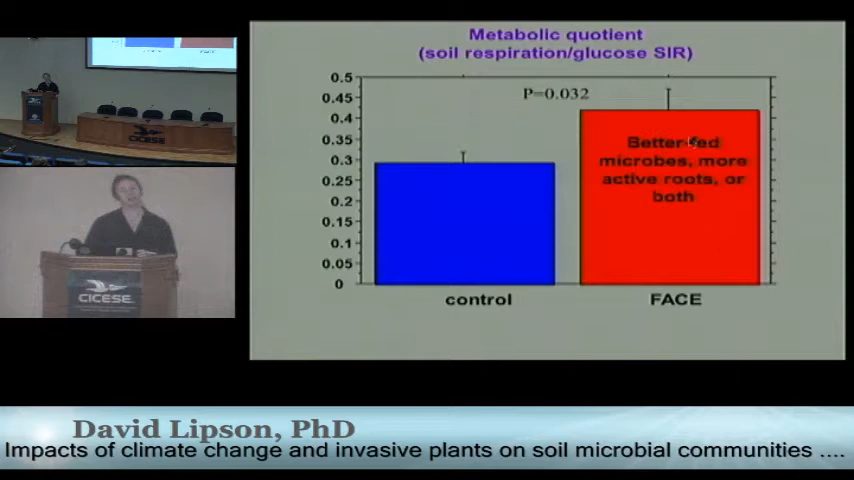 Metabolic quotient
(soil respiration/glucose SIR)
0.5
0.45
0.4
0.35
0.3
0.25
0.2
0.15
0.1
0.05
0
P=0.032
Better-fed
microbes, more
active roots, or
both
control
FACE
CICESE
CICESE
David Lipson, PhD
Impacts of climate change and invasive plants on soil microbial communities ....